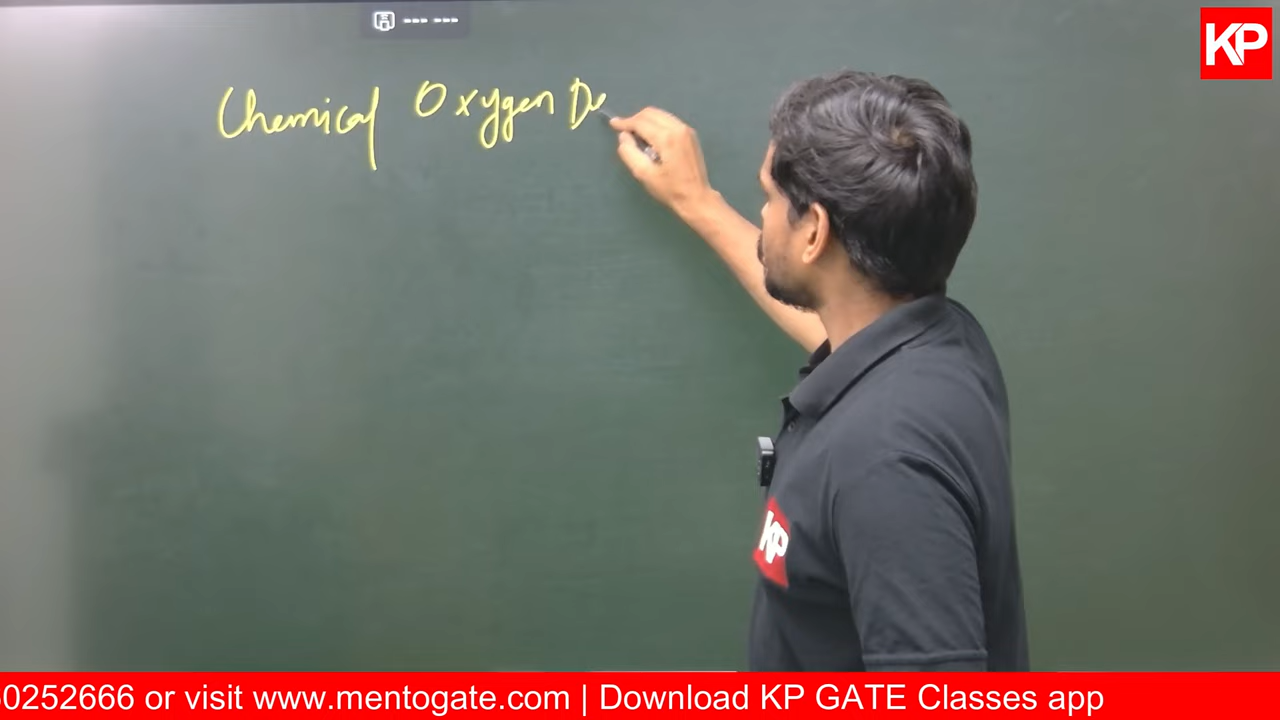 KP
Chemical Oxygen De
KP
0252666 or visit www.mentogate.com | Download KP GATE Classes app